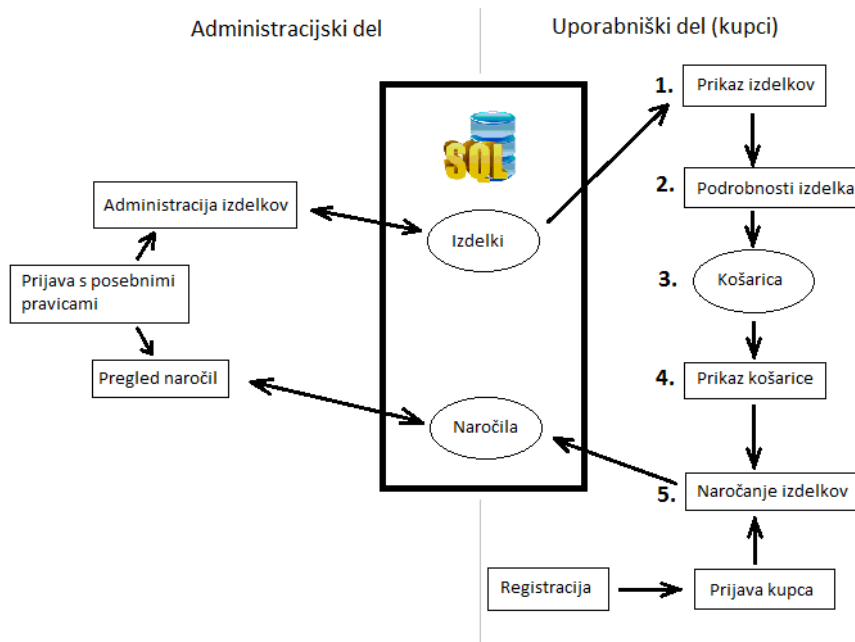 Administracijski del
Uporabniški del (kupci)
1.
Prikaz izdelkov
SQL
2.
Podrobnosti izdelka
Administracija izdelkov
Izdelki
3.
Košarica
Prijava s posebnimi
pravicami
Pregled naročil
4.
Prikaz košarice
Naročila
5.
Naročanje izdelkov
Registracija
Prijava kupca